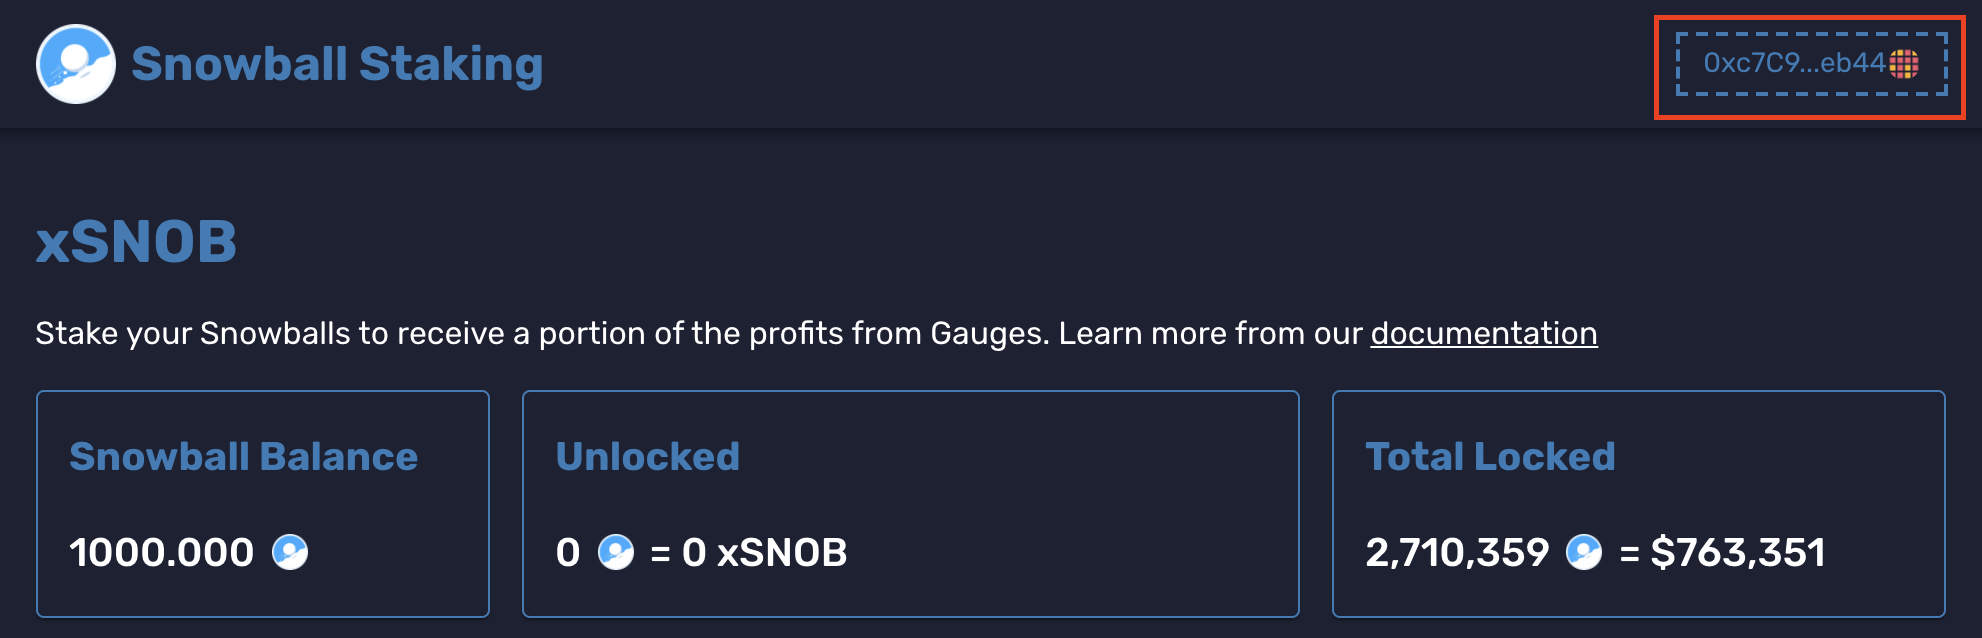 Snowball Staking
0xc7C9...eb44
xSNOB
Stake your Snowballs to receive a portion of the profits from Gauges. Learn more from our documentation
Snowball Balance
1000.000
Unlocked
0 = 0 xSNOB
Total Locked
2,710,359 = $763,351